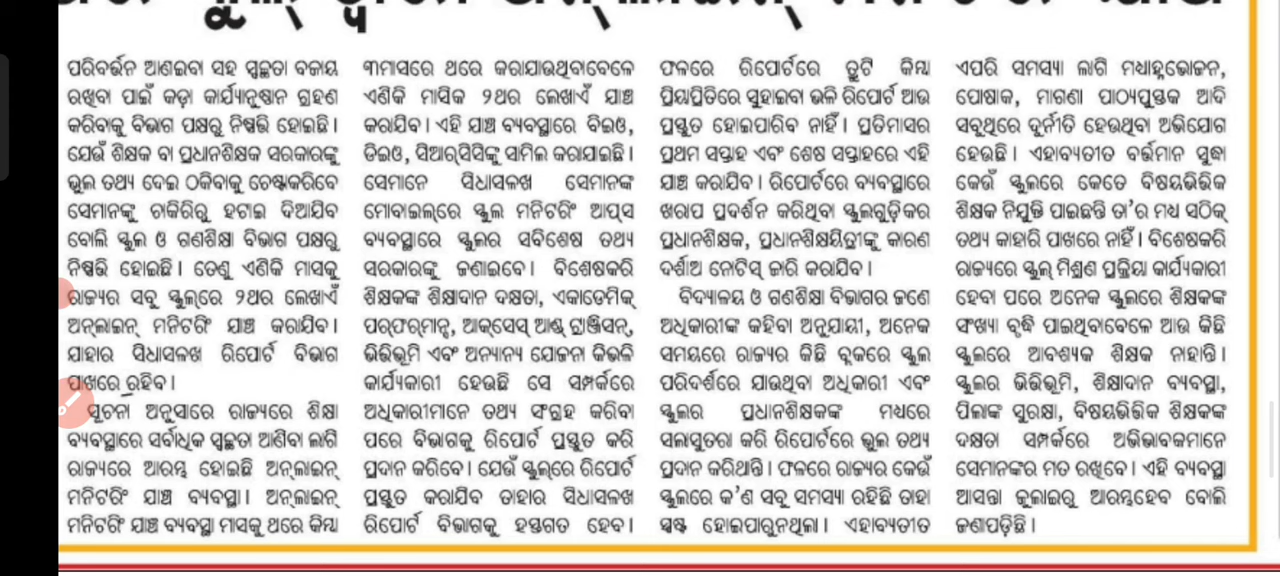 ପରିବର୍ତ୍ତନ ଆଣଇବା ସହ ସ୍ୱଚ୍ଛତା ବଜାୟ
ରଖିବା ପାଇଁ କଡ଼ା କାର୍ଯ୍ୟାନୁଷ୍ଠାନ ଗ୍ରହଣ
କରିବାକୁ ବିଭାଗ ପକ୍ଷରୁ ନିଷ୍ପତ୍ତି ହୋଇଛି।
ଯେଉଁ ଶିକ୍ଷକ ବା ପ୍ରଧାନଶିକ୍ଷକ ସରକାରଙ୍କୁ
ଭୁଲ ତଥ୍ୟ ଦେଇ ଠକିବାକୁ ଚେଷ୍ଟାକରିବେ
ସେମାନଙ୍କୁ ଚାକିରିରୁ ହଟାଇ ଦିଆଯିବ
ବୋଲି ସ୍କୁଲ ଓ ଗଣଶିକ୍ଷା ବିଭାଗ ପକ୍ଷରୁ
ନିଷ୍ପତ୍ତି ହୋଇଛି। ତେଣୁ ଏଣିକି ମାସକୁ
ରାଜ୍ୟର ସବୁ ସ୍କୁଲ୍‌ରେ ୨ଥର ଲେଖାଏଁ
ଅନ୍‌ଲାଇନ୍ ମନିଟରିଂ ଯାଞ୍ଚ କରାଯିବ।
ଯାହାର ସିଧାସଳଖ ରିପୋର୍ଟ ବିଭାଗ
ପାଖରେ ରହିବ।
ସୂଚନା ଅନୁସାରେ ରାଜ୍ୟରେ ଶିକ୍ଷା
ବ୍ୟବସ୍ଥାରେ ସର୍ବାଧିକ ସ୍ୱଚ୍ଛତା ଆଣିବା ଲାଗି
ରାଜ୍ୟରେ ଆରମ୍ଭ ହୋଇଛି ଅନ୍‌ଲାଇନ୍
ମନିଟରିଂ ଯାଞ୍ଚ ବ୍ୟବସ୍ଥା। ଅନ୍‌ଲାଇନ୍
ମନିଟରିଂ ଯାଞ୍ଚ ବ୍ୟବସ୍ଥା ମାସକୁ ଥରେ କିମ୍ବା
୩ମାସରେ ଥରେ କରାଯାଉଥିବାବେଳେ
ଏଣିକି ମାସିକ ୨ଥର ଲେଖାଏଁ ଯାଞ୍ଚ
କରାଯିବ। ଏହି ଯାଞ୍ଚ ବ୍ୟବସ୍ଥାରେ ବିଇଓ,
ଡିଇଓ, ସିଆର୍‌ସିସିଙ୍କୁ ସାମିଲ କରାଯାଇଛି।
ସେମାନେ ସିଧାସଳଖ ସେମାନଙ୍କ
ମୋବାଇଲ୍‌ରେ ସ୍କୁଲ ମନିଟରିଂ ଆପ୍‌ସ
ବ୍ୟବସ୍ଥାରେ ସ୍କୁଲର ସବିଶେଷ ତଥ୍ୟ
ସରକାରଙ୍କୁ ଜଣାଇବେ। ବିଶେଷକରି
ଶିକ୍ଷକଙ୍କ ଶିକ୍ଷାଦାନ ଦକ୍ଷତା, ଏକାଡେମିକ୍
ପର୍‌ଫର୍‌ମାନ୍ସ, ଆକ୍‌ସେସ୍ ଆଣ୍ଡ ଟ୍ରାଞ୍ଜିସନ୍,
ଭିତ୍ତିଭୂମି ଏବଂ ଅନ୍ୟାନ୍ୟ ଯୋଜନା କିଭଳି
କାର୍ଯ୍ୟକାରୀ ହେଉଛି ସେ ସମ୍ପର୍କରେ
ଅଧିକାରୀମାନେ ତଥ୍ୟ ସଂଗ୍ରହ କରିବା
ପରେ ବିଭାଗକୁ ରିପୋର୍ଟ ପ୍ରସ୍ତୁତ କରି
ପ୍ରଦାନ କରିବେ। ଯେଉଁ ସ୍କୁଲ୍‌ରେ ରିପୋର୍ଟ
ପ୍ରସ୍ତୁତ କରାଯିବ ତାହାର ସିଧାସଳଖ
ରିପୋର୍ଟ ବିଭାଗକୁ ହସ୍ତଗତ ହେବ।
ଫଳରେ ରିପୋର୍ଟରେ ତ୍ରୁଟି କିମ୍ବା
ପ୍ରିୟାପ୍ରୀତିରେ ସୁହାଇବା ଭଳି ରିପୋର୍ଟ ଆଉ
ପ୍ରସ୍ତୁତ ହୋଇପାରିବ ନାହିଁ। ପ୍ରତିମାସର
ପ୍ରଥମ ସପ୍ତାହ ଏବଂ ଶେଷ ସପ୍ତାହରେ ଏହି
ଯାଞ୍ଚ କରାଯିବ। ରିପୋର୍ଟରେ ବ୍ୟବସ୍ଥାରେ
ଖରାପ ପ୍ରଦର୍ଶନ କରିଥିବା ସ୍କୁଲଗୁଡ଼ିକର
ପ୍ରଧାନଶିକ୍ଷକ, ପ୍ରଧାନଶିକ୍ଷୟିତ୍ରୀଙ୍କୁ କାରଣ
ଦର୍ଶାଅ ନୋଟିସ୍ ଜାରି କରାଯିବ।
ବିଦ୍ୟାଳୟ ଓ ଗଣଶିକ୍ଷା ବିଭାଗର ଜଣେ
ଅଧିକାରୀଙ୍କ କହିବା ଅନୁଯାୟୀ, ଅନେକ
ସମୟରେ ରାଜ୍ୟର କିଛି ବ୍ଲକରେ ସ୍କୁଲ
ପରିଦର୍ଶରେ ଯାଉଥିବା ଅଧିକାରୀ ଏବଂ
ସ୍କୁଲର ପ୍ରଧାନଶିକ୍ଷକଙ୍କ ମଧ୍ୟରେ
ସଲାସୁତରା କରି ରିପୋର୍ଟରେ ଭୁଲ ତଥ୍ୟ
ପ୍ରଦାନ କରିଥାନ୍ତି। ଫଳରେ ରାଜ୍ୟର କେଉଁ
ସ୍କୁଲରେ କ'ଣ ସବୁ ସମସ୍ୟା ରହିଛି ତାହା
ସ୍ପଷ୍ଟ ହୋଇପାରୁନଥିଲା। ଏହାବ୍ୟତୀତ
ଏପରି ସମସ୍ୟା ଲାଗି ମଧ୍ୟାହ୍ନଭୋଜନ,
ପୋଷାକ, ମାଗଣା ପାଠ୍ୟପୁସ୍ତକ ଆଦି
ସବୁଥିରେ ଦୁର୍ନୀତି ହେଉଥିବା ଅଭିଯୋଗ
ହେଉଛି। ଏହାବ୍ୟତୀତ ବର୍ତ୍ତମାନ ସୁଦ୍ଧା
କେଉଁ ସ୍କୁଲରେ କେତେ ବିଷୟଭିତ୍ତିକ
ଶିକ୍ଷକ ନିଯୁକ୍ତି ପାଇଛନ୍ତି ତା'ର ମଧ୍ୟ ସଠିକ୍
ତଥ୍ୟ କାହାରି ପାଖରେ ନାହିଁ। ବିଶେଷକରି
ରାଜ୍ୟରେ ସ୍କୁଲ୍ ମିଶ୍ରଣ ପ୍ରକ୍ରିୟା କାର୍ଯ୍ୟକାରୀ
ହେବା ପରେ ଅନେକ ସ୍କୁଲରେ ଶିକ୍ଷକଙ୍କ
ସଂଖ୍ୟା ବୃଦ୍ଧି ପାଇଥିବାବେଳେ ଆଉ କିଛି
ସ୍କୁଲରେ ଆବଶ୍ୟକ ଶିକ୍ଷକ ନାହାନ୍ତି।
ସ୍କୁଲର ଭିତ୍ତିଭୂମି, ଶିକ୍ଷାଦାନ ବ୍ୟବସ୍ଥା,
ପିଲାଙ୍କ ସୁରକ୍ଷା, ବିଷୟଭିତ୍ତିକ ଶିକ୍ଷକଙ୍କ
ଦକ୍ଷତା ସମ୍ପର୍କରେ ଅଭିଭାବକମାନେ
ସେମାନଙ୍କର ମତ ରଖିବେ। ଏହି ବ୍ୟବସ୍ଥା
ଆସନ୍ତା ଜୁଲାଇରୁ ଆରମ୍ଭହେବ ବୋଲି
ଜଣାପଡ଼ିଛି।